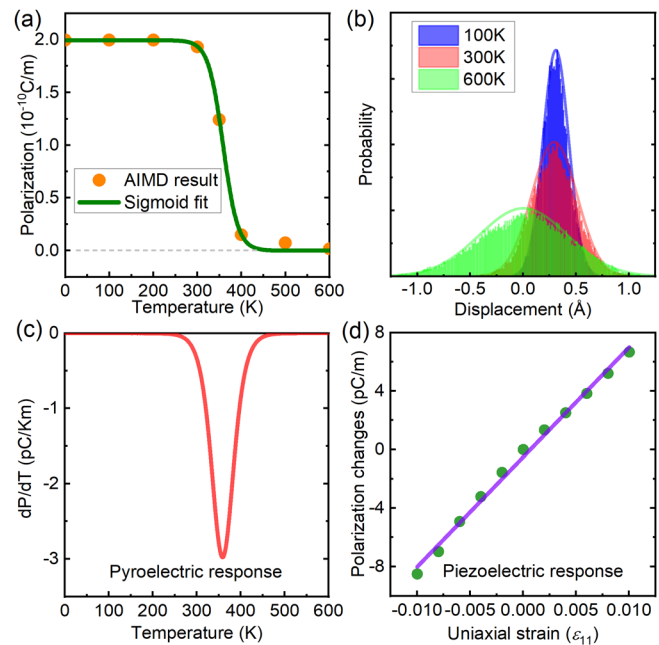 (a)
2.0
1.5
1.0
0.5
0.0
Polarization (10⁻¹⁰C/m)
AIMD result
Sigmoid fit
0 100 200 300 400 500 600
Temperature (K)
(b)
100K
300K
600K
Probability
-1.0 -0.5 0.0 0.5 1.0
Displacement (Å)
(c)
0
-1
-2
-3
dP/dT (pC/Km)
Pyroelectric response
0 100 200 300 400 500 600
Temperature (K)
(d)
8
4
0
-4
-8
Polarization changes (pC/m)
Piezoelectric response
-0.010 -0.005 0.000 0.005 0.010
Uniaxial strain (ε₁₁)